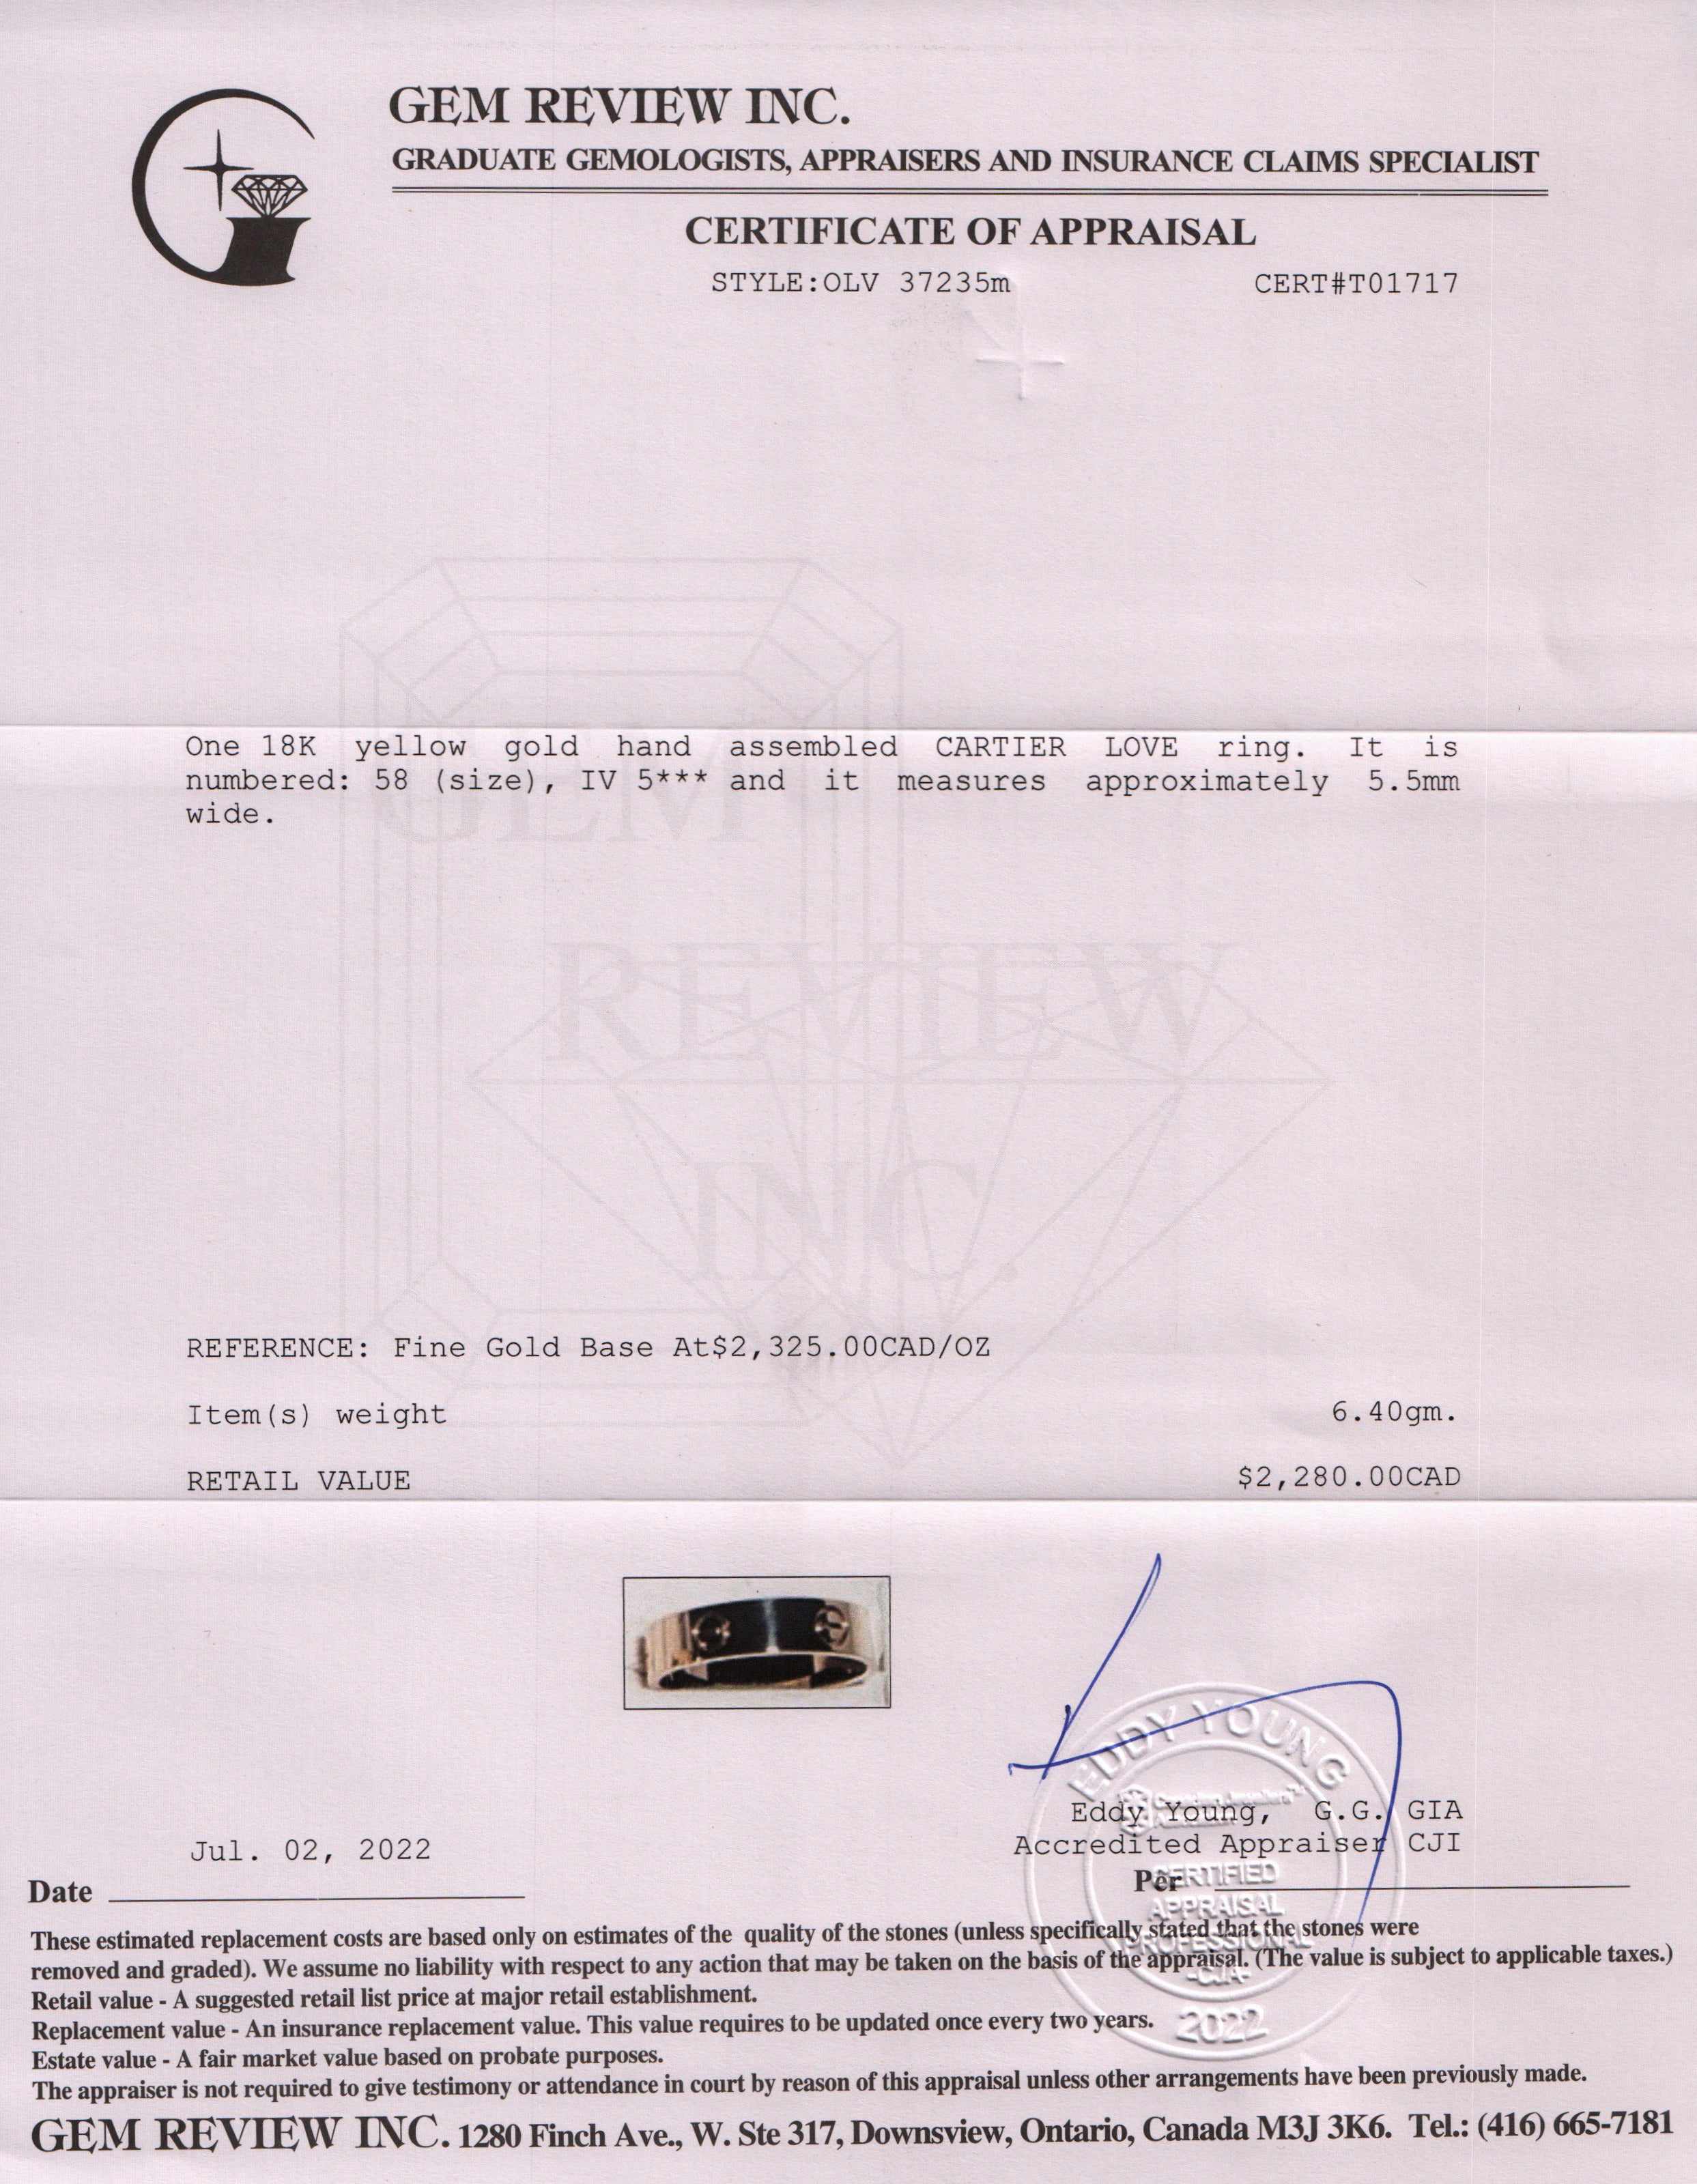 GEM REVIEW INC.
GRADUATE GEMOLOGISTS, APPRAISERS AND INSURANCE CLAIMS SPECIALIST
CERTIFICATE OF APPRAISAL
STYLE:OLV 37235m CERT#T01717
One 18K yellow gold hand assembled CARTIER LOVE ring. It is
numbered: 58 (size), IV 5*** and it measures approximately 5.5mm
wide.
GEM
REVIEW
INC.
REFERENCE: Fine Gold Base At$2,325.00CAD/OZ
Item(s) weight 6.40gm.
RETAIL VALUE $2,280.00CAD
EDDY YOUNG
Eddy Young, G.G. GIA
Accredited Appraiser CJI
Jul. 02, 2022
Date
Per
CERTIFIED
APPRAISAL
PROFESSIONAL
-CJA-
2022
These estimated replacement costs are based only on estimates of the quality of the stones (unless specifically stated that the stones were
removed and graded). We assume no liability with respect to any action that may be taken on the basis of the appraisal. (The value is subject to applicable taxes.)
Retail value - A suggested retail list price at major retail establishment.
Replacement value - An insurance replacement value. This value requires to be updated once every two years.
Estate value - A fair market value based on probate purposes.
The appraiser is not required to give testimony or attendance in court by reason of this appraisal unless other arrangements have been previously made.
GEM REVIEW INC. 1280 Finch Ave., W. Ste 317, Downsview, Ontario, Canada M3J 3K6. Tel.: (416) 665-7181